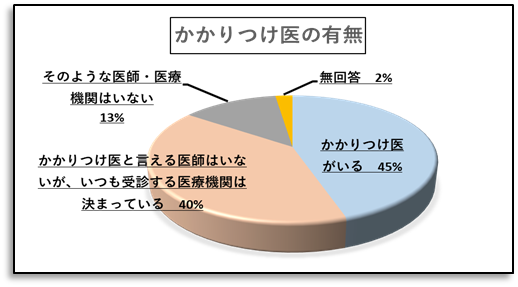 かかりつけ医の有無
そのような医師・医療
機関はいない
13%
無回答 2%
かかりつけ医
がいる 45%
かかりつけ医と言える医師はいな
いが、いつも受診する医療機関は
決まっている 40%